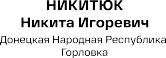 НИКИТЮК
Никита Игоревич
Донецкая Народная Республика
Горловка